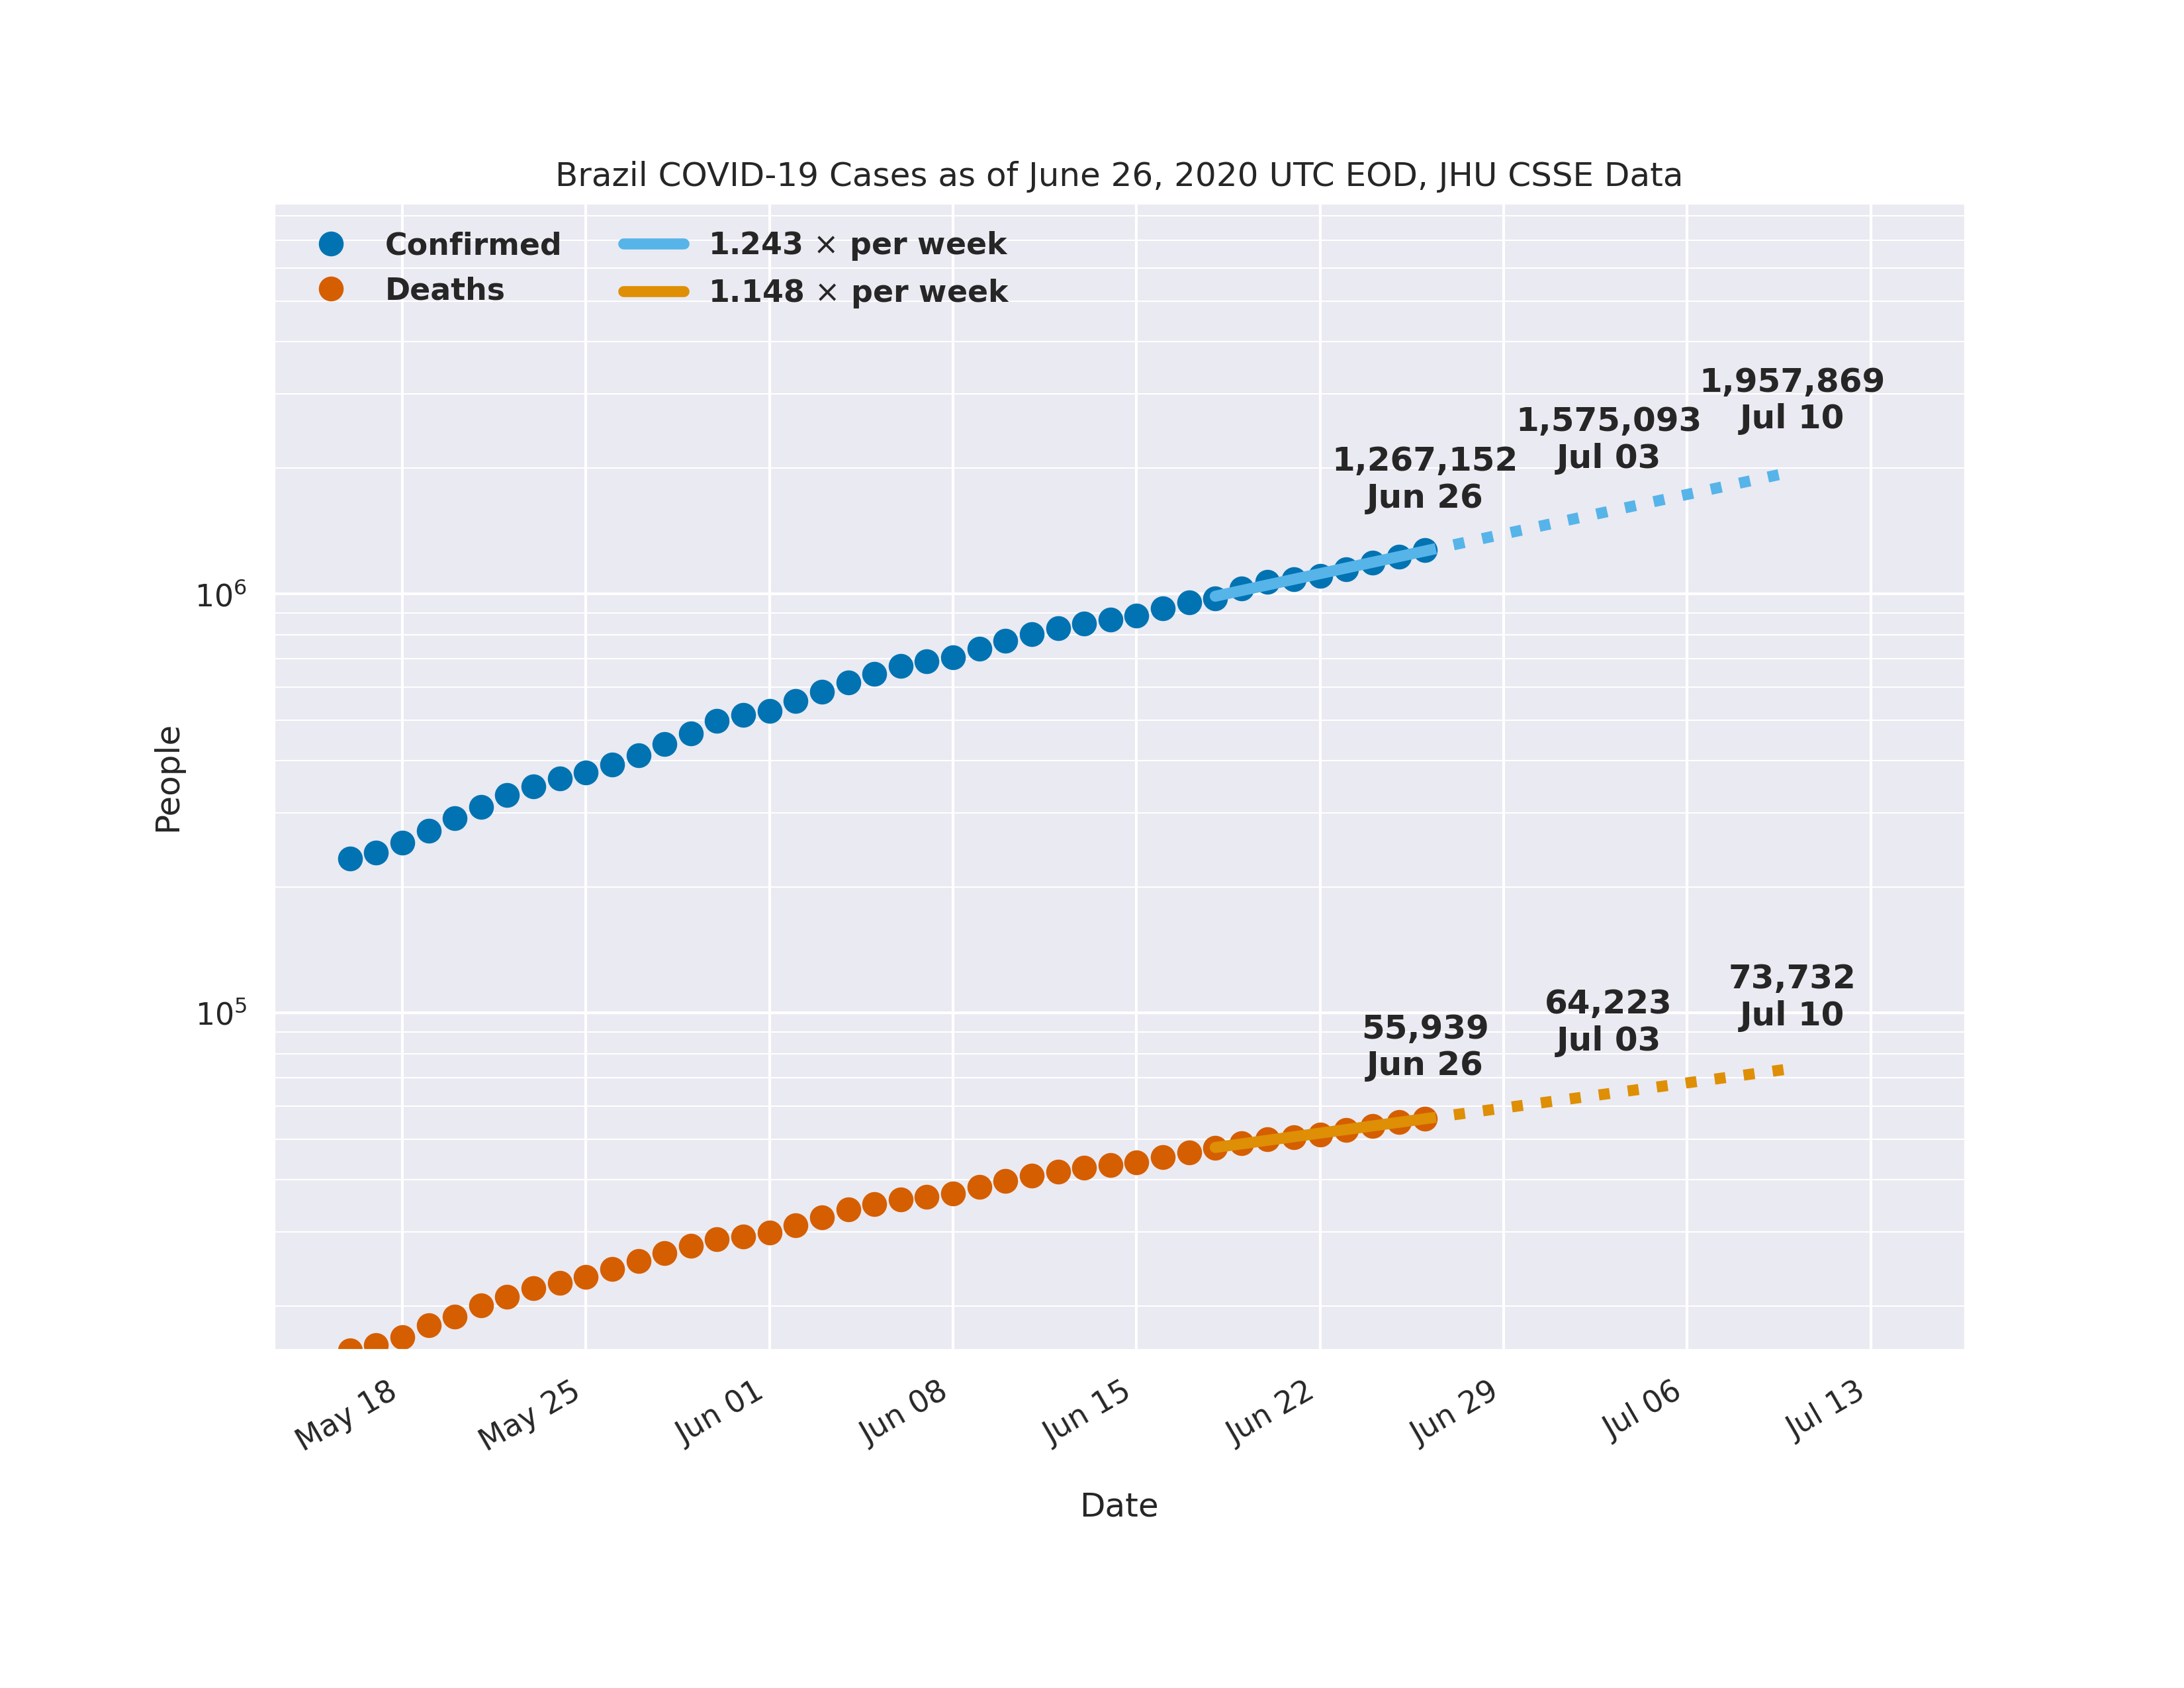 Brazil COVID-19 Cases as of June 26, 2020 UTC EOD, JHU CSSE Data
Confirmed
Deaths
1.243 × per week
1.148 × per week
1,957,869
Jul 10
1,575,093
Jul 03
1,267,152
Jun 26
10⁶
People
10⁵
73,732
Jul 10
64,223
Jul 03
55,939
Jun 26
May 18
May 25
Jun 01
Jun 08
Jun 15
Jun 22
Jun 29
Jul 06
Jul 13
Date